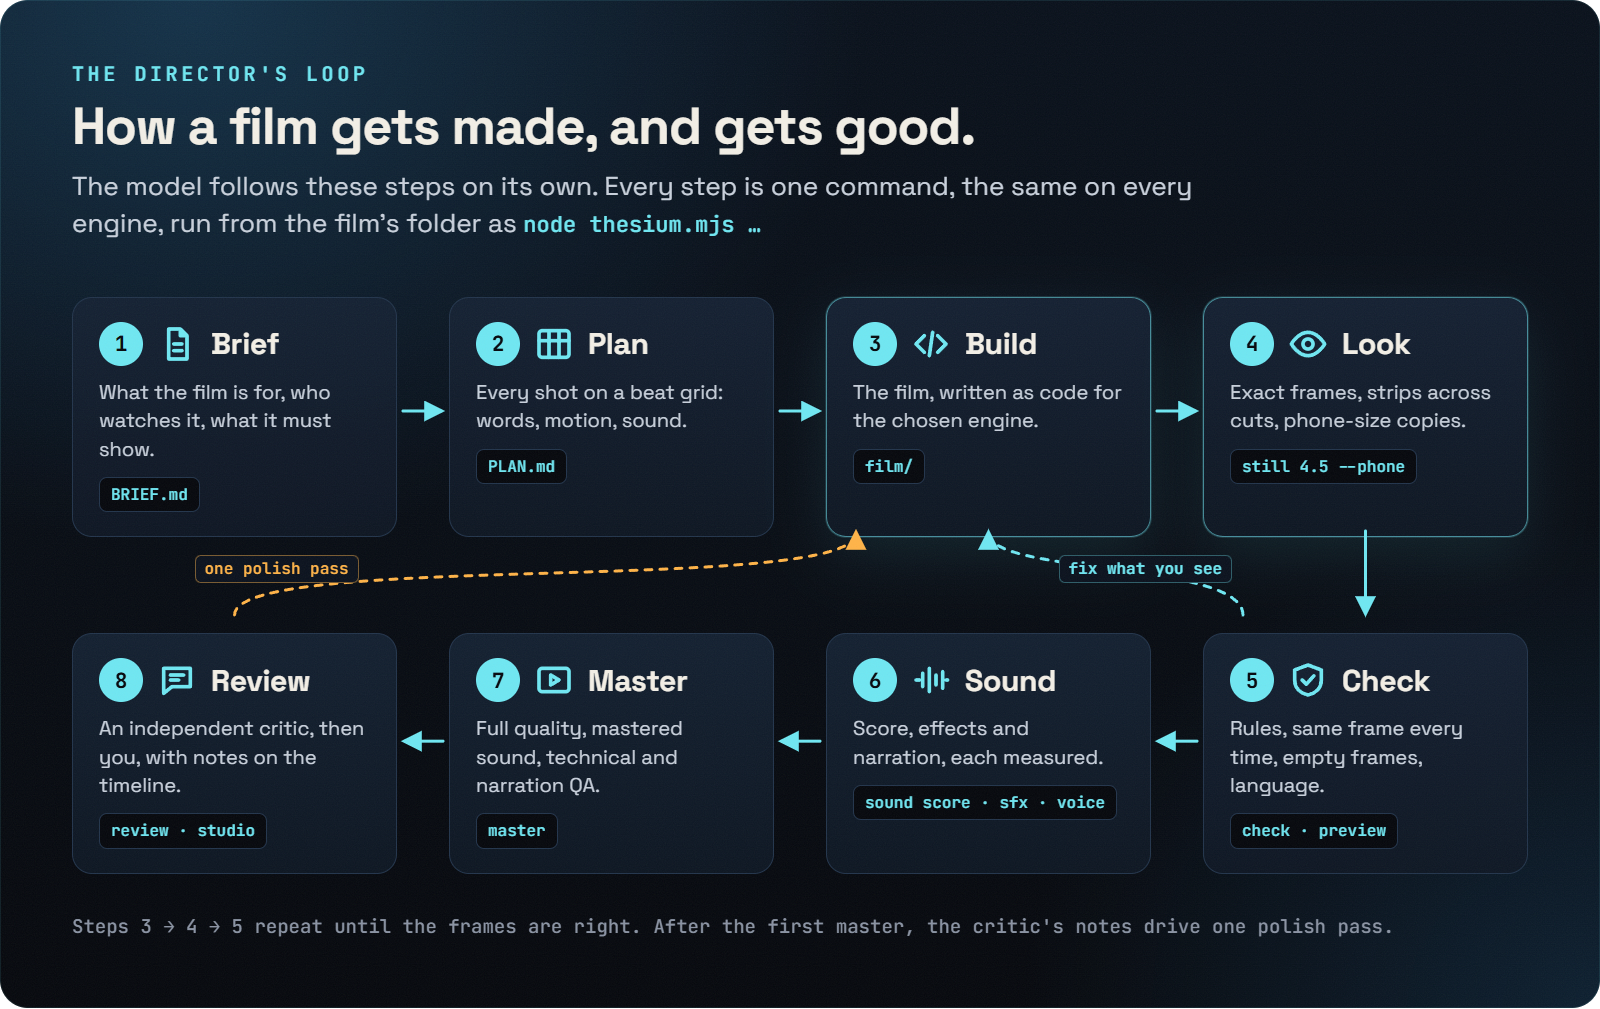 THE DIRECTOR'S LOOP
How a film gets made, and gets good.
The model follows these steps on its own. Every step is one command, the same on every
engine, run from the film’s folder as node thesium.mjs …
1 Brief
What the film is for, who
watches it, what it must
show.
BRIEF.md
2 Plan
Every shot on a beat grid:
words, motion, sound.
PLAN.md
3 Build
The film, written as code for
the chosen engine.
film/
4 Look
Exact frames, strips across
cuts, phone-size copies.
still 4.5 --phone
one polish pass
fix what you see
8 Review
An independent critic, then
you, with notes on the
timeline.
review · studio
7 Master
Full quality, mastered
sound, technical and
narration QA.
master
6 Sound
Score, effects and
narration, each measured.
sound score · sfx · voice
5 Check
Rules, same frame every
time, empty frames,
language.
check · preview
Steps 3 → 4 → 5 repeat until the frames are right. After the first master, the critic's notes drive one polish pass.